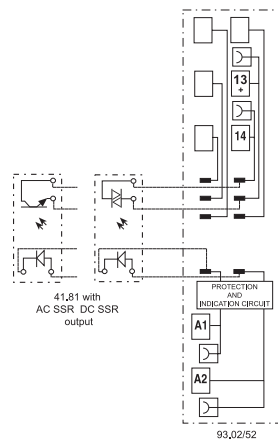 13
+
14
41.81 with
AC SSR DC SSR
output
PROTECTION
AND
INDICATION CIRCUIT
A1
A2
93.02/52